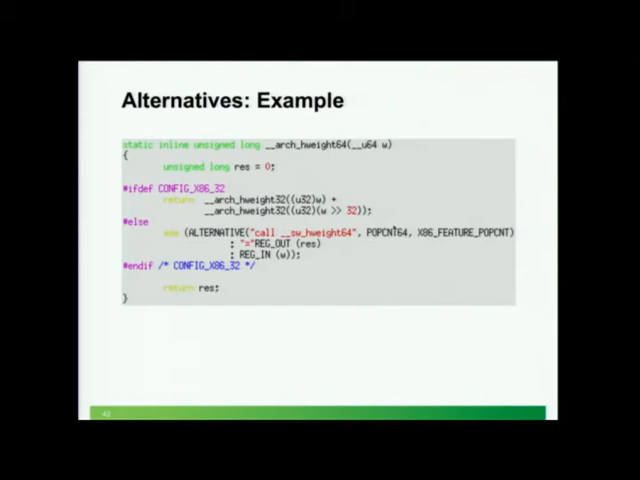 Alternatives: Example
static inline unsigned long __arch_hweight64(__u64 w)
{
unsigned long res = 0;
#ifdef CONFIG_X86_32
return __arch_hweight32((u32)w) +
__arch_hweight32((u32)(w >> 32));
#else
asm (ALTERNATIVE("call __sw_hweight64", POPCNT64, X86_FEATURE_POPCNT)
: "="REG_OUT (res)
: REG_IN (w));
#endif /* CONFIG_X86_32 */
return res;
}
42